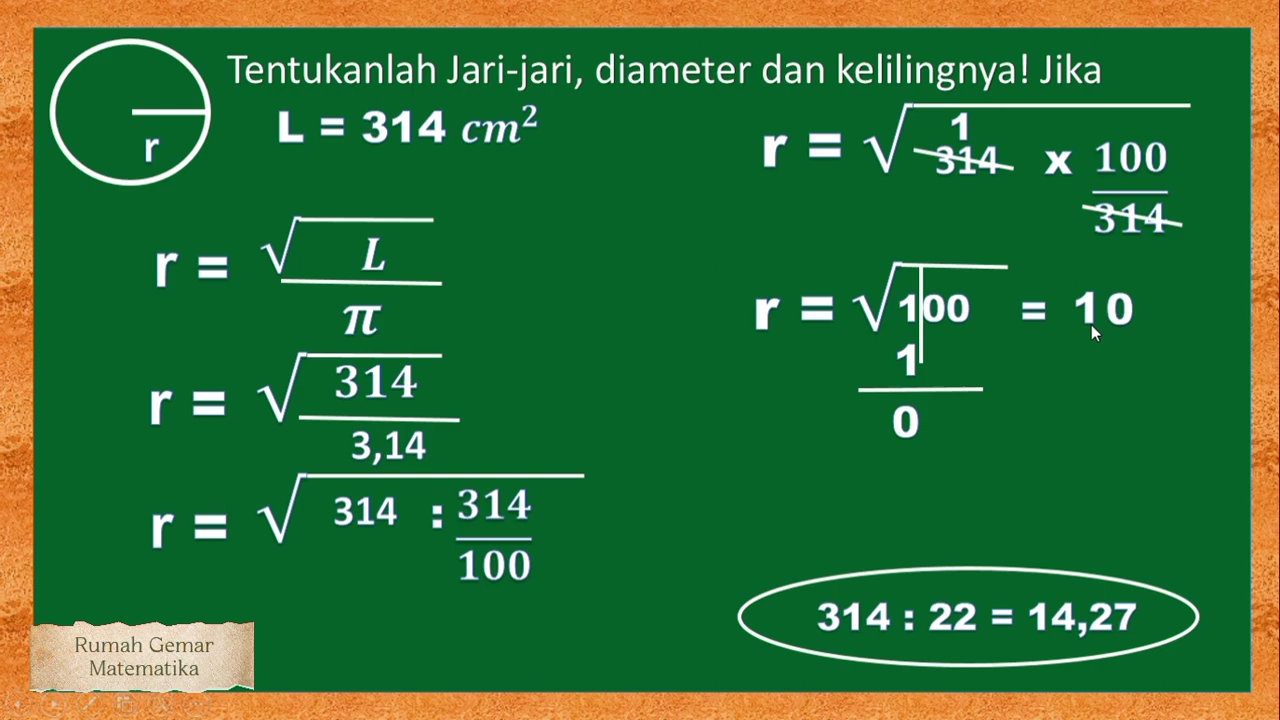 Tentukanlah Jari-jari, diameter dan kelilingnya! Jika
L = 314 cm²
r
r = √ L / π
r = √ 314 / 3,14
r = √ 314 : 314/100
r = √ 1
314 x 100/314
r = √100 = 10
1
0
314 : 22 = 14,27
Rumah Gemar
Matematika